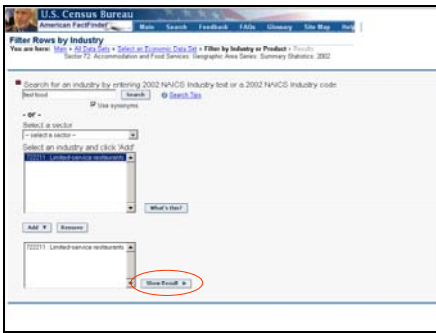 U.S. Census Bureau
American FactFinder
Main Search Feedback FAQs Glossary Site Map Help
Filter Rows by Industry
You are here: Main > All Data Sets > Select an Economic Data Set > Filter by Industry or Product > Results
Sector 72: Accommodation and Food Services: Geographic Area Series: Summary Statistics: 2002
Search for an industry by entering 2002 NAICS Industry text or a 2002 NAICS Industry code
fast food Search Search Tips
Use synonyms
- or -
Select a sector
-- select a sector --
Select an industry and click 'Add'
722211 Limited-service restaurants
What's this?
Add ▼ Remove
722211 Limited-service restaurants
Show Result ►